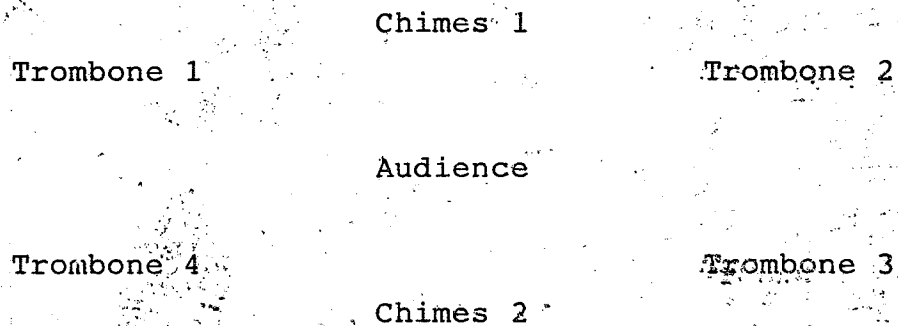 Chimes 1
Trombone 1 Trombone 2
Audience
Trombone 4 Trombone 3
Chimes 2